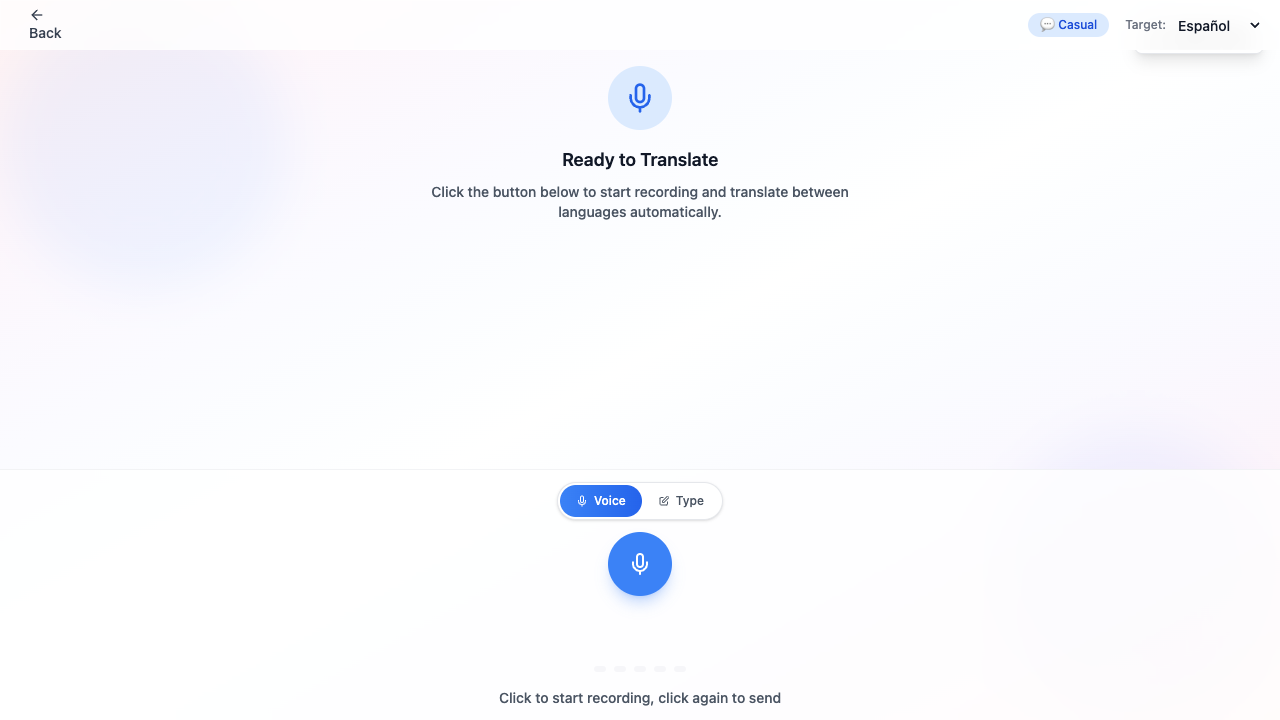 Back
💬 Casual
Target:
Español
Ready to Translate
Click the button below to start recording and translate between
languages automatically.
Voice
Type
Click to start recording, click again to send